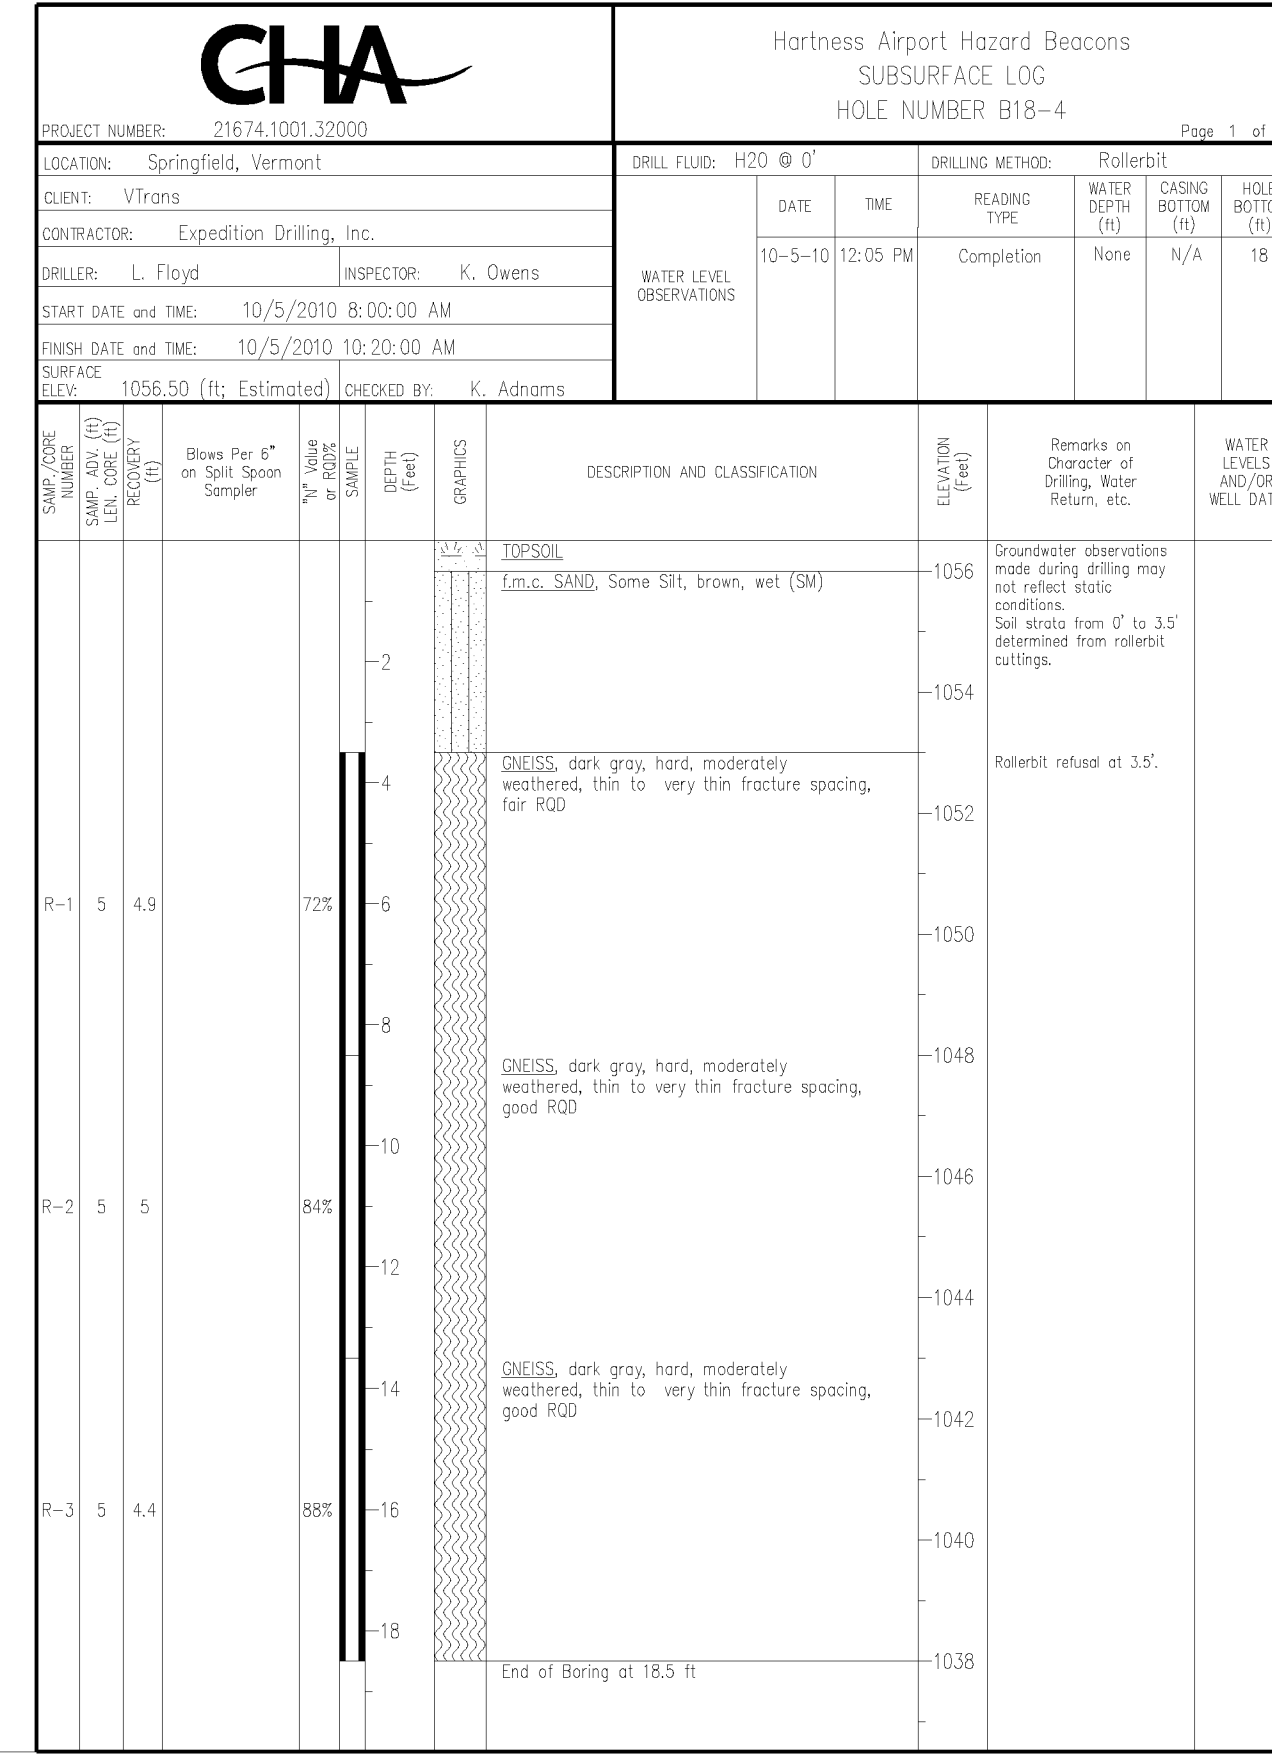 CHA
PROJECT NUMBER: 21674.1001.32000
Hartness Airport Hazard Beacons
SUBSURFACE LOG
HOLE NUMBER B18-4
Page 1 of
LOCATION: Springfield, Vermont
CLIENT: VTrans
CONTRACTOR: Expedition Drilling, Inc.
DRILLER: L. Floyd
INSPECTOR: K. Owens
START DATE and TIME: 10/5/2010 8:00:00 AM
FINISH DATE and TIME: 10/5/2010 10:20:00 AM
SURFACE
ELEV: 1056.50 (ft; Estimated)
CHECKED BY: K. Adnams
DRILL FLUID: H20 @ 0'
DRILLING METHOD: Rollerbit
WATER LEVEL
OBSERVATIONS
DATE
TIME
READING
TYPE
WATER
DEPTH
(ft)
CASING
BOTTOM
(ft)
HOLE
BOTTO
(ft)
10-5-10
12:05 PM
Completion
None
N/A
18
SAMP./CORE
NUMBER
SAMP. ADV. (ft)
LEN. CORE (ft)
RECOVERY
(ft)
Blows Per 6"
on Split Spoon
Sampler
"N" Value
or RQD%
SAMPLE
DEPTH
(Feet)
GRAPHICS
DESCRIPTION AND CLASSIFICATION
ELEVATION
(Feet)
Remarks on
Character of
Drilling, Water
Return, etc.
WATER
LEVELS
AND/OR
WELL DAT
TOPSOIL
f.m.c. SAND, Some Silt, brown, wet (SM)
1056
Groundwater observations
made during drilling may
not reflect static
conditions.
Soil strata from 0' to 3.5'
determined from rollerbit
cuttings.
2
1054
GNEISS, dark gray, hard, moderately
weathered, thin to very thin fracture spacing,
fair RQD
Rollerbit refusal at 3.5'.
4
1052
R-1 5 4.9 72%
6
1050
8
1048
GNEISS, dark gray, hard, moderately
weathered, thin to very thin fracture spacing,
good RQD
10
1046
R-2 5 5 84%
12
1044
GNEISS, dark gray, hard, moderately
weathered, thin to very thin fracture spacing,
good RQD
14
1042
R-3 5 4.4 88%
16
1040
18
1038
End of Boring at 18.5 ft